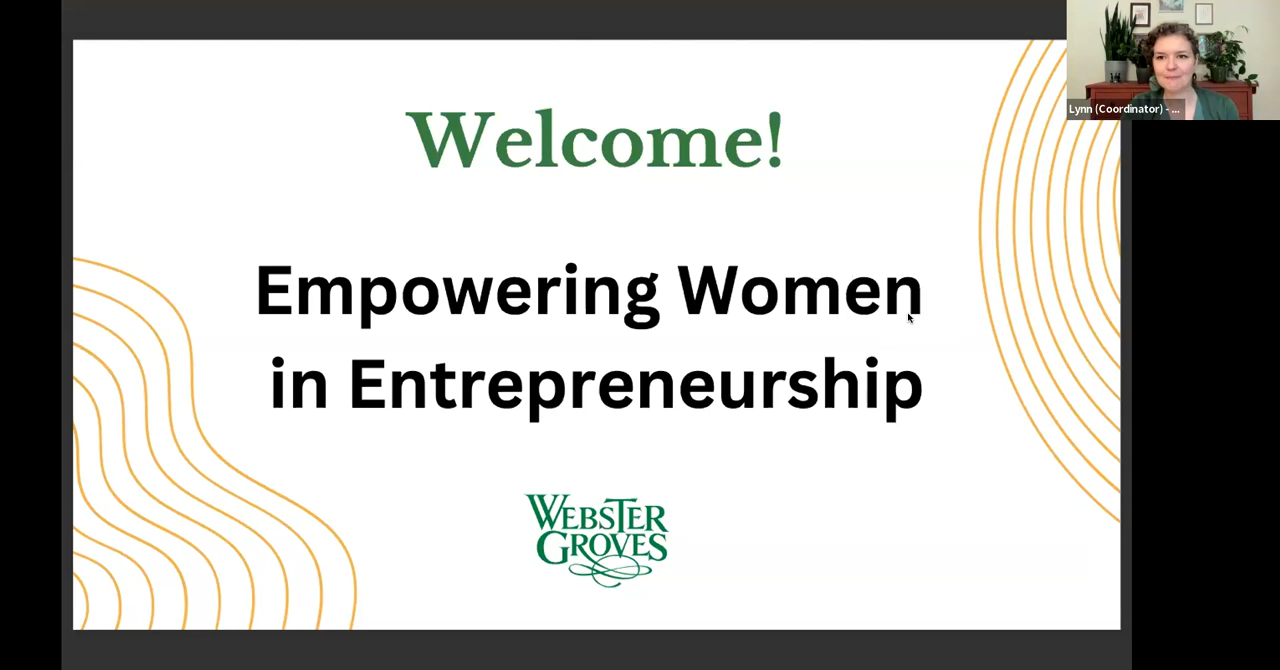 Welcome!
Lynn (Coordinator) - ...
Empowering Women
in Entrepreneurship
WEBSTER
GROVES